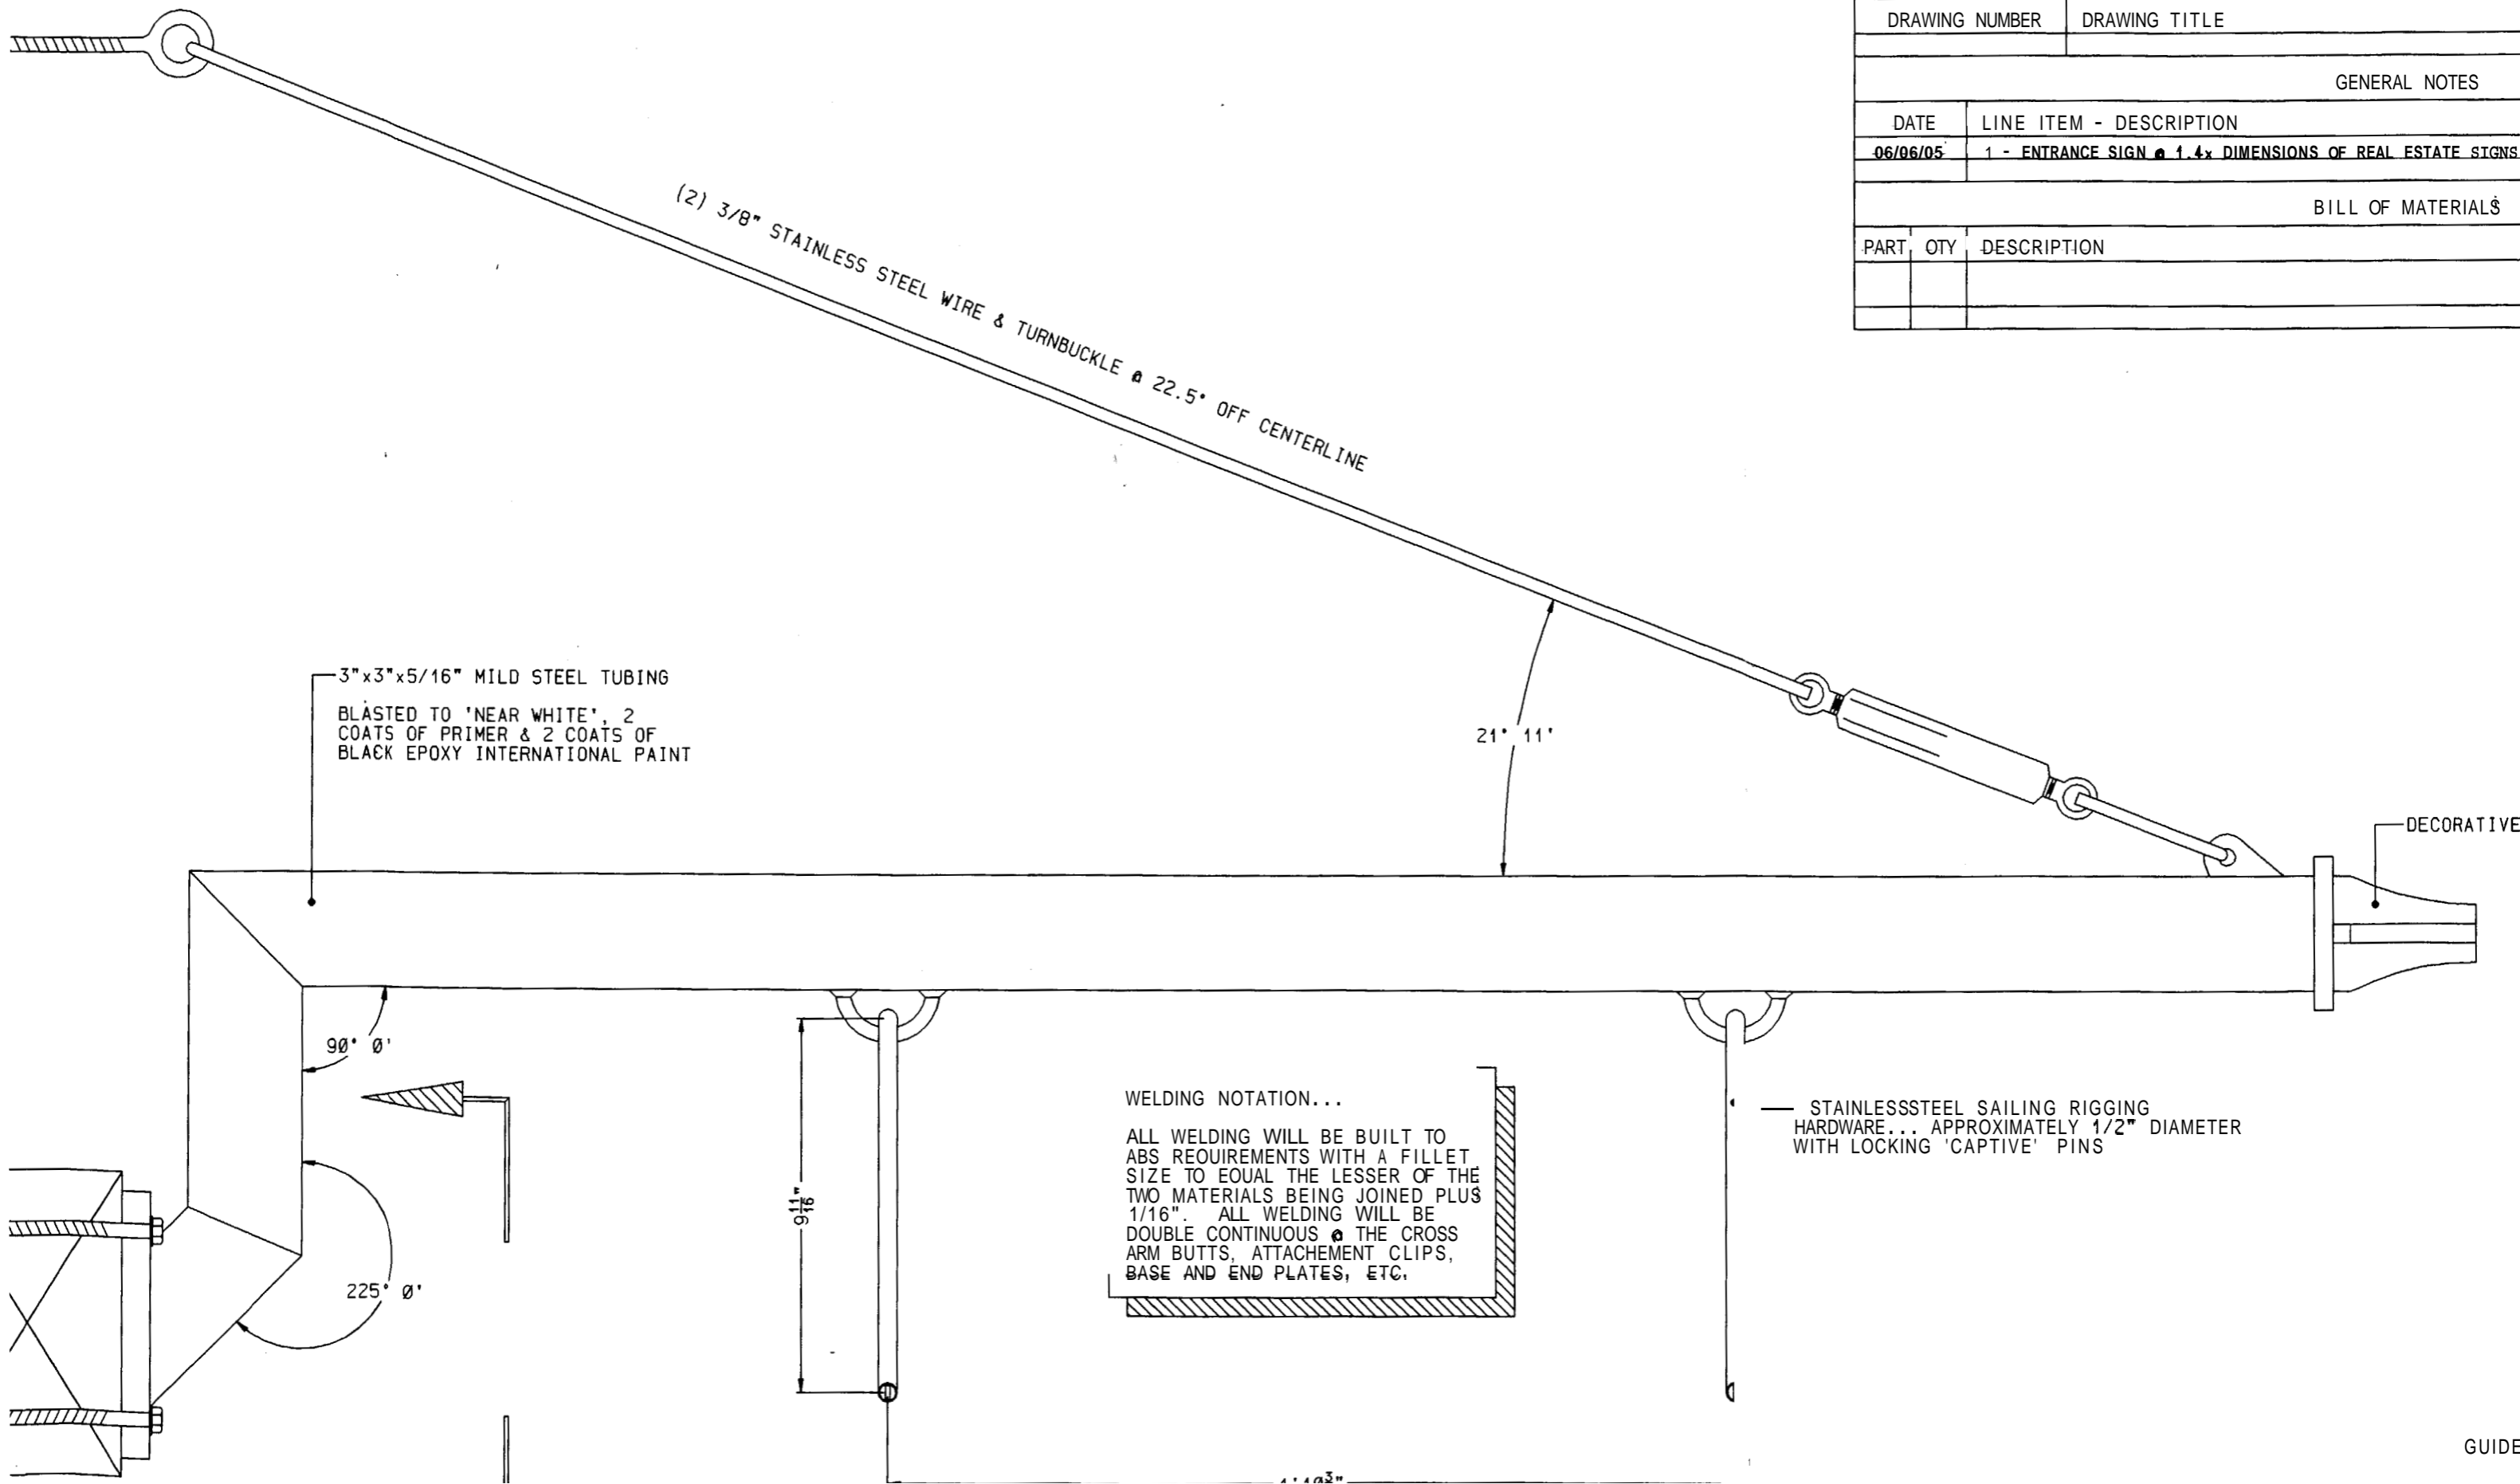 DRAWING NUMBER DRAWING TITLE
GENERAL NOTES
DATE LINE ITEM - DESCRIPTION
06/06/05 1 - ENTRANCE SIGN @ 1.4x DIMENSIONS OF REAL ESTATE SIGNS
BILL OF MATERIALS
PART OTY DESCRIPTION
(2) 3/8" STAINLESS STEEL WIRE & TURNBUCKLE @ 22.5° OFF CENTERLINE
3"x3"x5/16" MILD STEEL TUBING
BLASTED TO 'NEAR WHITE', 2
COATS OF PRIMER & 2 COATS OF
BLACK EPOXY INTERNATIONAL PAINT
21° 11'
DECORATIVE
90° 0'
WELDING NOTATION...
ALL WELDING WILL BE BUILT TO
ABS REOUIREMENTS WITH A FILLET
SIZE TO EOUAL THE LESSER OF THE
TWO MATERIALS BEING JOINED PLUS
1/16". ALL WELDING WILL BE
DOUBLE CONTINUOUS @ THE CROSS
ARM BUTTS, ATTACHEMENT CLIPS,
BASE AND END PLATES, ETC.
STAINLESSSTEEL SAILING RIGGING
HARDWARE... APPROXIMATELY 1/2" DIAMETER
WITH LOCKING 'CAPTIVE' PINS
9 11/16"
225° 0'
GUIDE